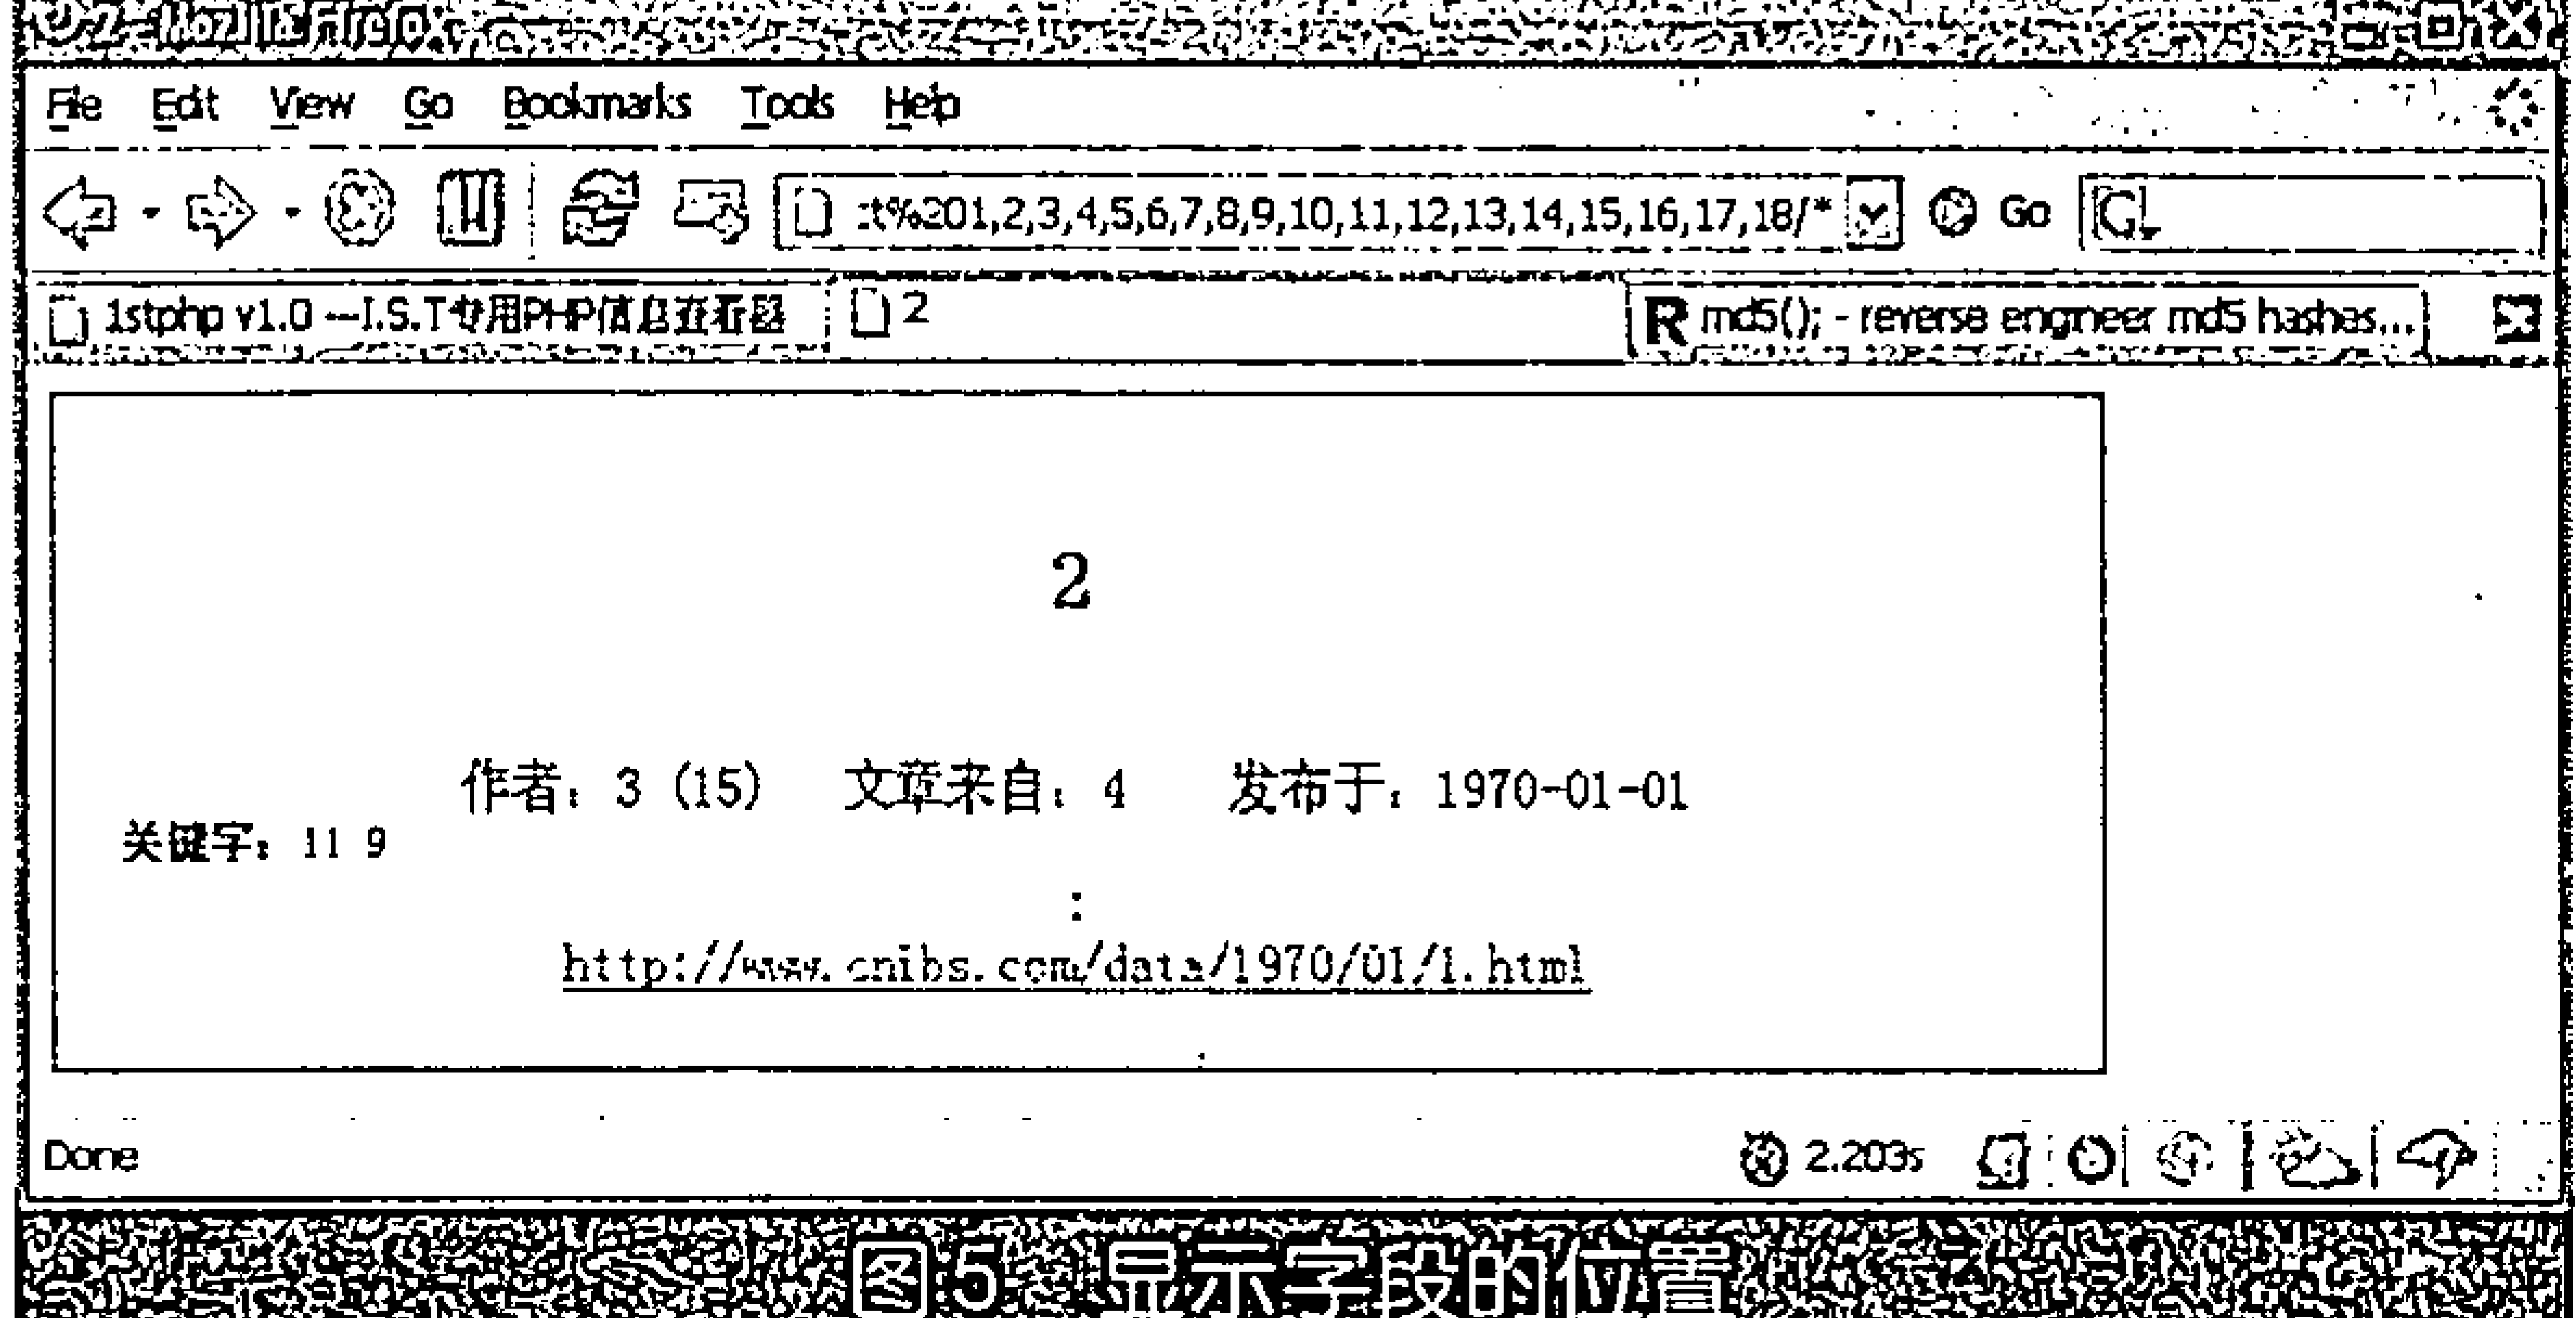 2 - Mozilla Firefox
File Edit View Go Bookmarks Tools Help
ct%201,2,3,4,5,6,7,8,9,10,11,12,13,14,15,16,17,18/* Go G
1stphp v1.0 --I.S.T专用PHP信息查看器 2 R md5(); - reverse engineer md5 hashes...
2
作者：3 (15) 文章来自：4 发布于：1970-01-01
关键字：11 9
:
http://www.cnibs.com/data/1970/01/1.html
Done 2.203s
图5 显示字段的位置